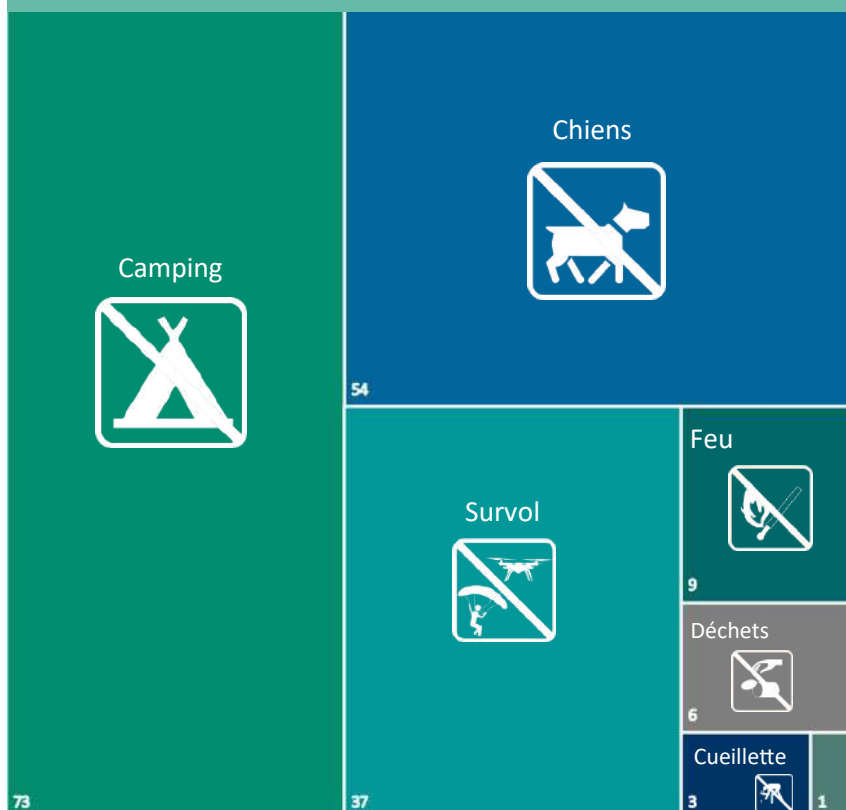 Camping
73
Chiens
54
Survol
37
Feu
9
Déchets
6
Cueillette
3
1